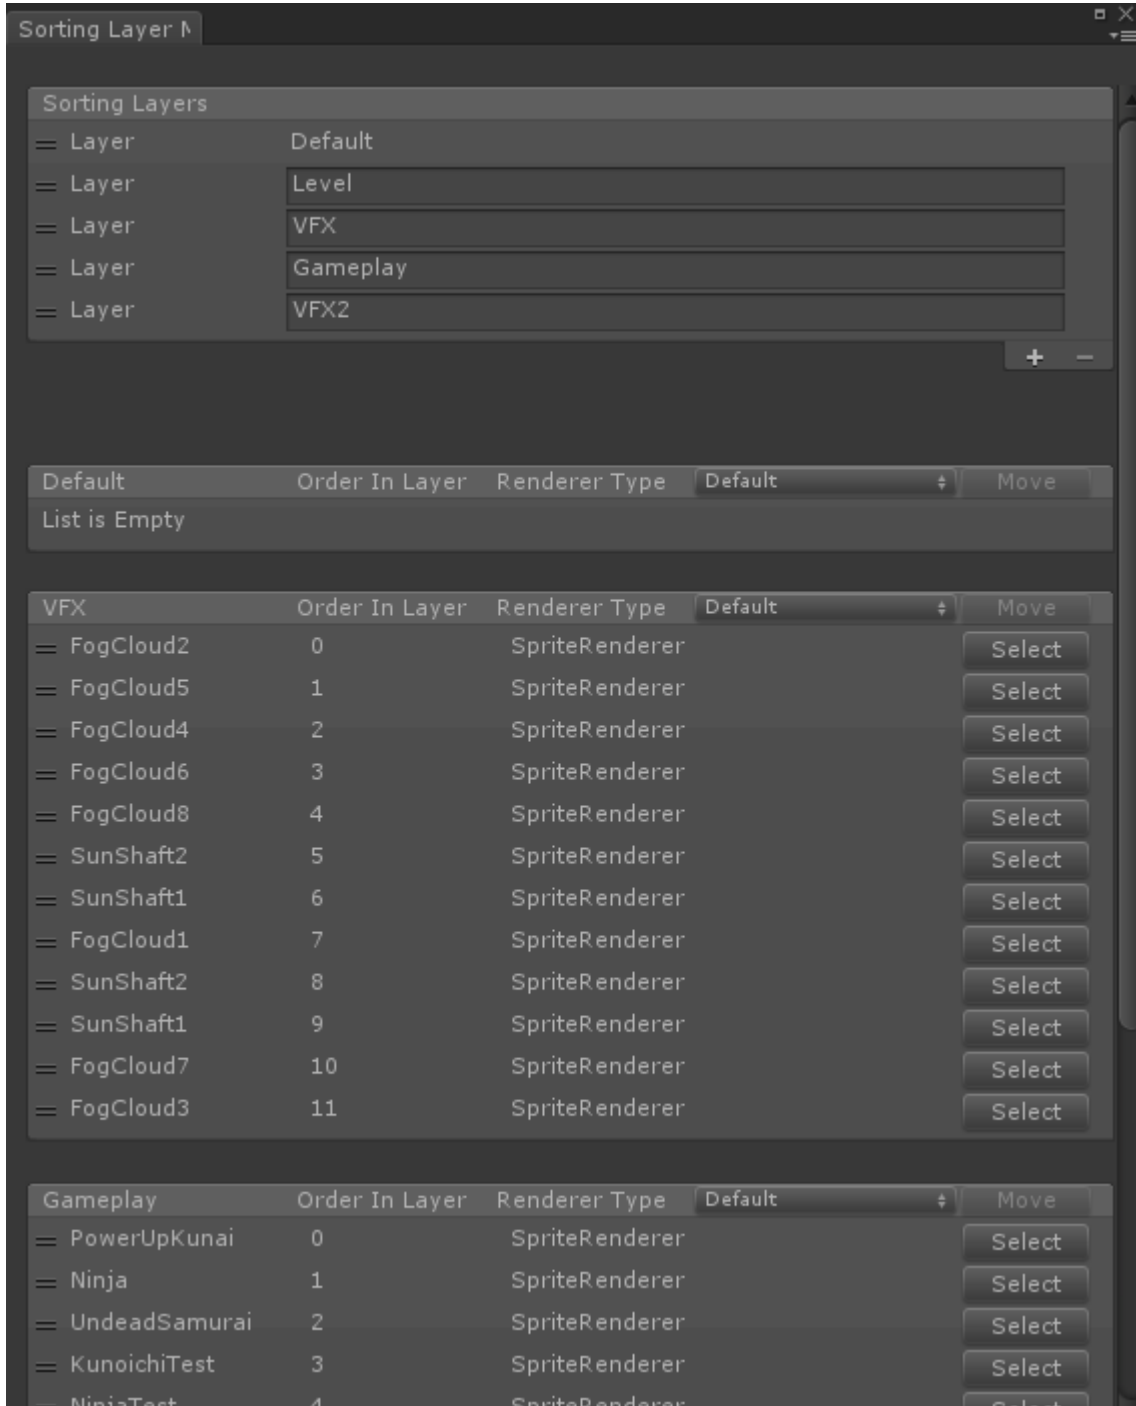 Sorting Layer
Sorting Layers
Layer Default
Layer Level
Layer VFX
Layer Gameplay
Layer VFX2
+ −
Default Order In Layer Renderer Type Default Move
List is Empty
VFX Order In Layer Renderer Type Default Move
FogCloud2 0 SpriteRenderer Select
FogCloud5 1 SpriteRenderer Select
FogCloud4 2 SpriteRenderer Select
FogCloud6 3 SpriteRenderer Select
FogCloud8 4 SpriteRenderer Select
SunShaft2 5 SpriteRenderer Select
SunShaft1 6 SpriteRenderer Select
FogCloud1 7 SpriteRenderer Select
SunShaft2 8 SpriteRenderer Select
SunShaft1 9 SpriteRenderer Select
FogCloud7 10 SpriteRenderer Select
FogCloud3 11 SpriteRenderer Select
Gameplay Order In Layer Renderer Type Default Move
PowerUpKunai 0 SpriteRenderer Select
Ninja 1 SpriteRenderer Select
UndeadSamurai 2 SpriteRenderer Select
KunoichiTest 3 SpriteRenderer Select
NinjaTest 4 SpriteRenderer Select